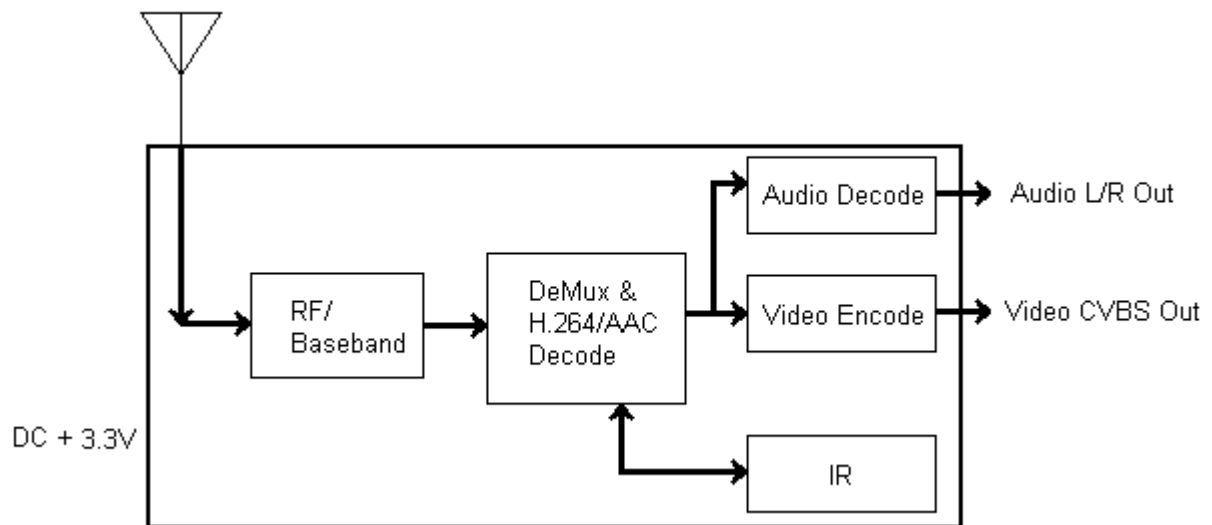 Audio Decode
Audio L/R Out
RF/
Baseband
DeMux &
H.264/AAC
Decode
Video Encode
Video CVBS Out
DC + 3.3V
IR